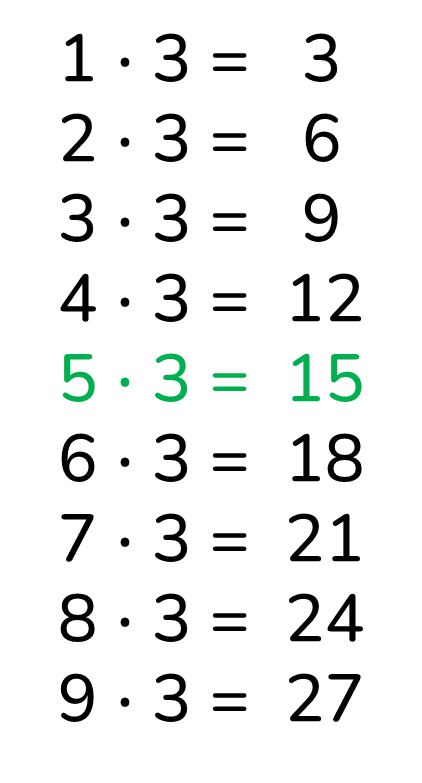 1 · 3 = 3
2 · 3 = 6
3 · 3 = 9
4 · 3 = 12
5 · 3 = 15
6 · 3 = 18
7 · 3 = 21
8 · 3 = 24
9 · 3 = 27